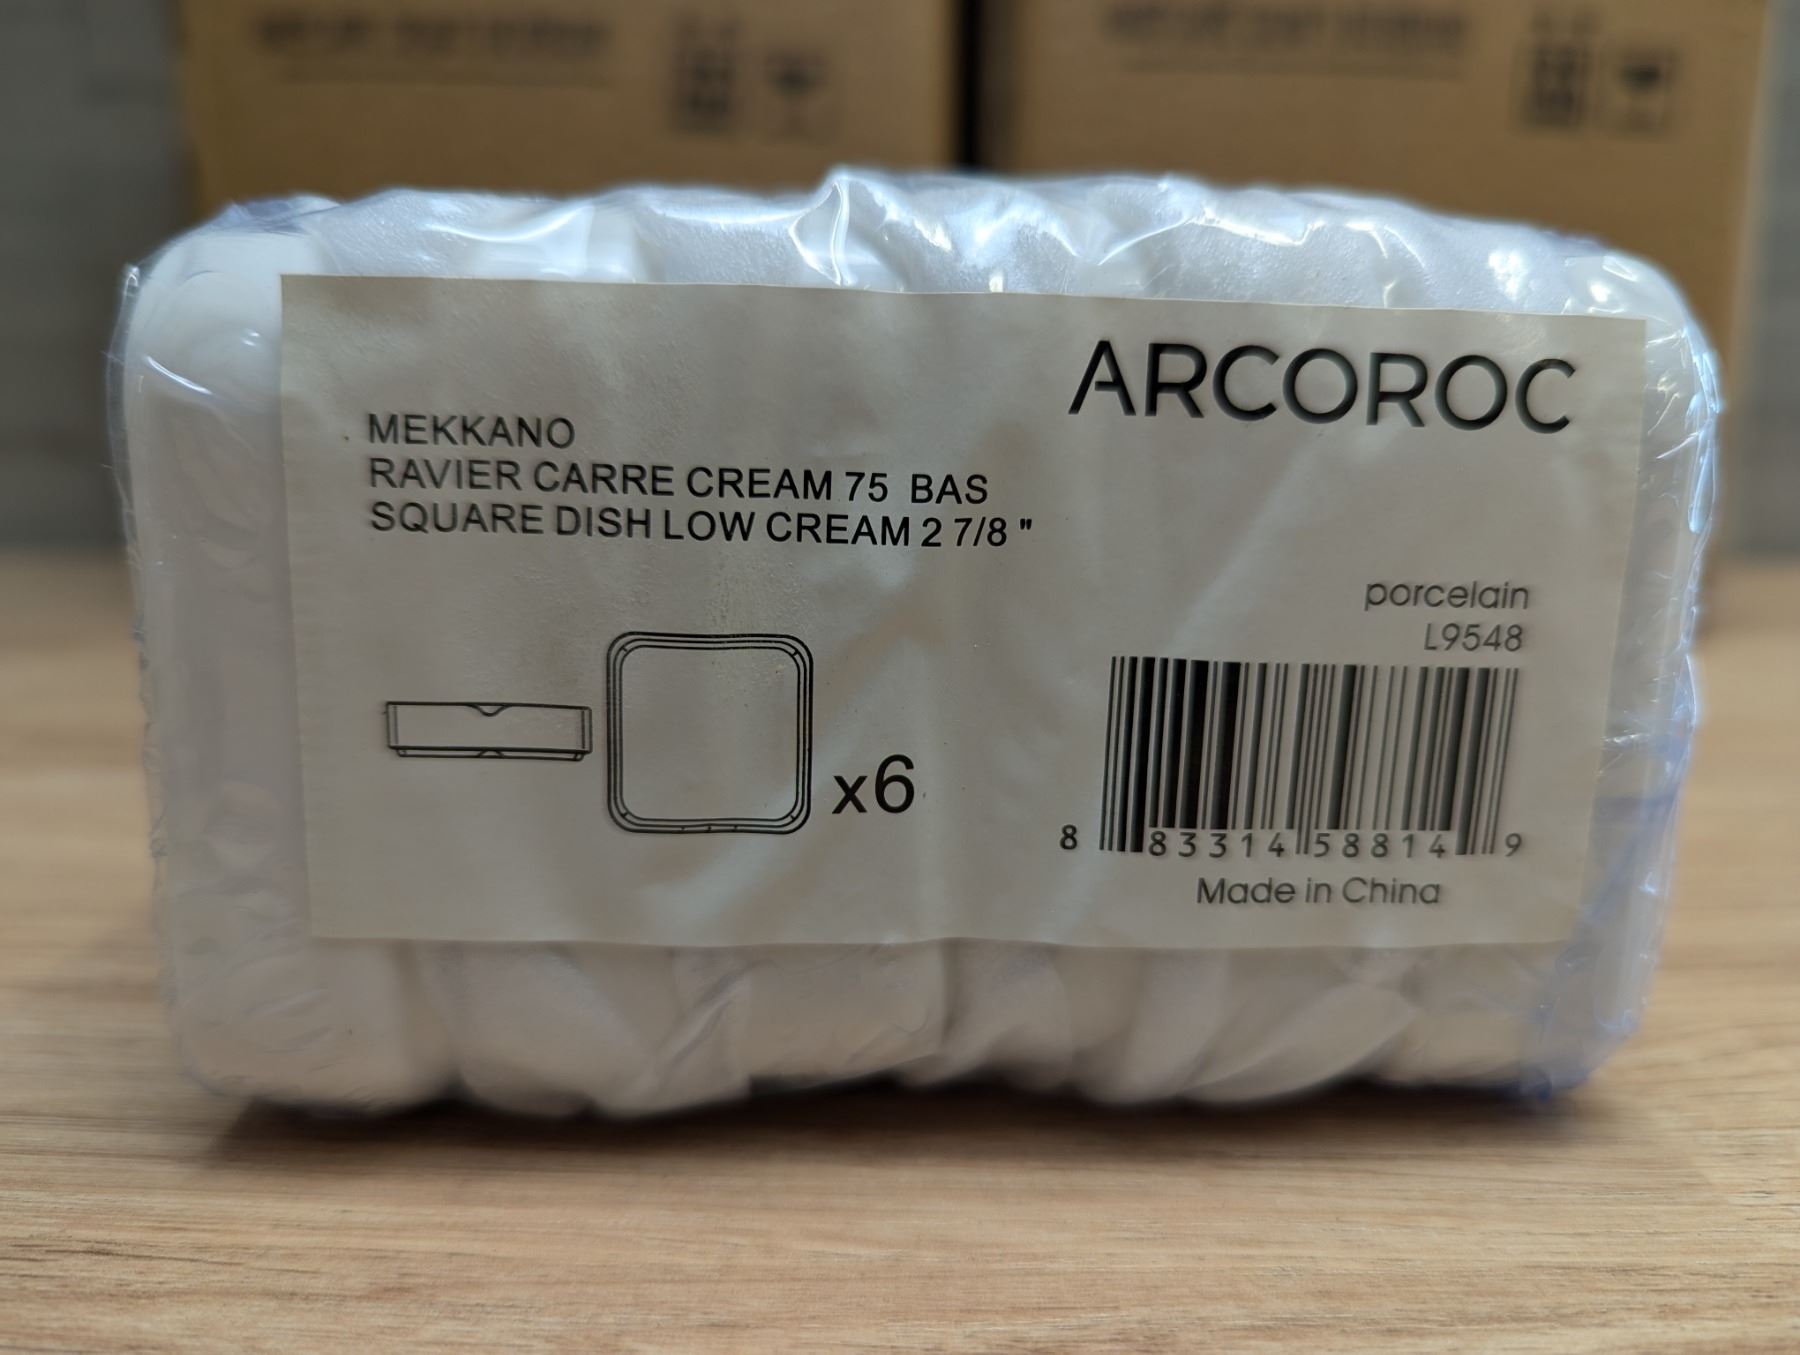 ARCOROC
MEKKANO
RAVIER CARRE CREAM 75 BAS
SQUARE DISH LOW CREAM 2 7/8 "
porcelain
L9548
x6
8 83314 58814 9
Made in China